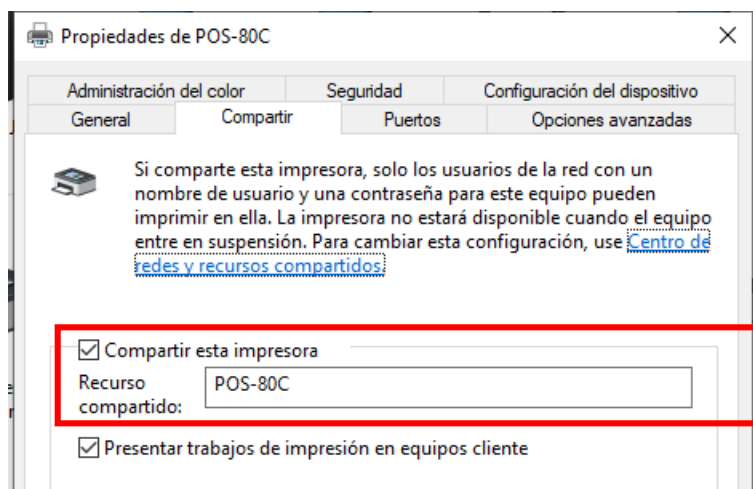 Propiedades de POS-80C
Administración del color Seguridad Configuración del dispositivo
General Compartir Puertos Opciones avanzadas
Si comparte esta impresora, solo los usuarios de la red con un
nombre de usuario y una contraseña para este equipo pueden
imprimir en ella. La impresora no estará disponible cuando el equipo
entre en suspensión. Para cambiar esta configuración, use Centro de
redes y recursos compartidos.
Compartir esta impresora
Recurso
compartido: POS-80C
Presentar trabajos de impresión en equipos cliente